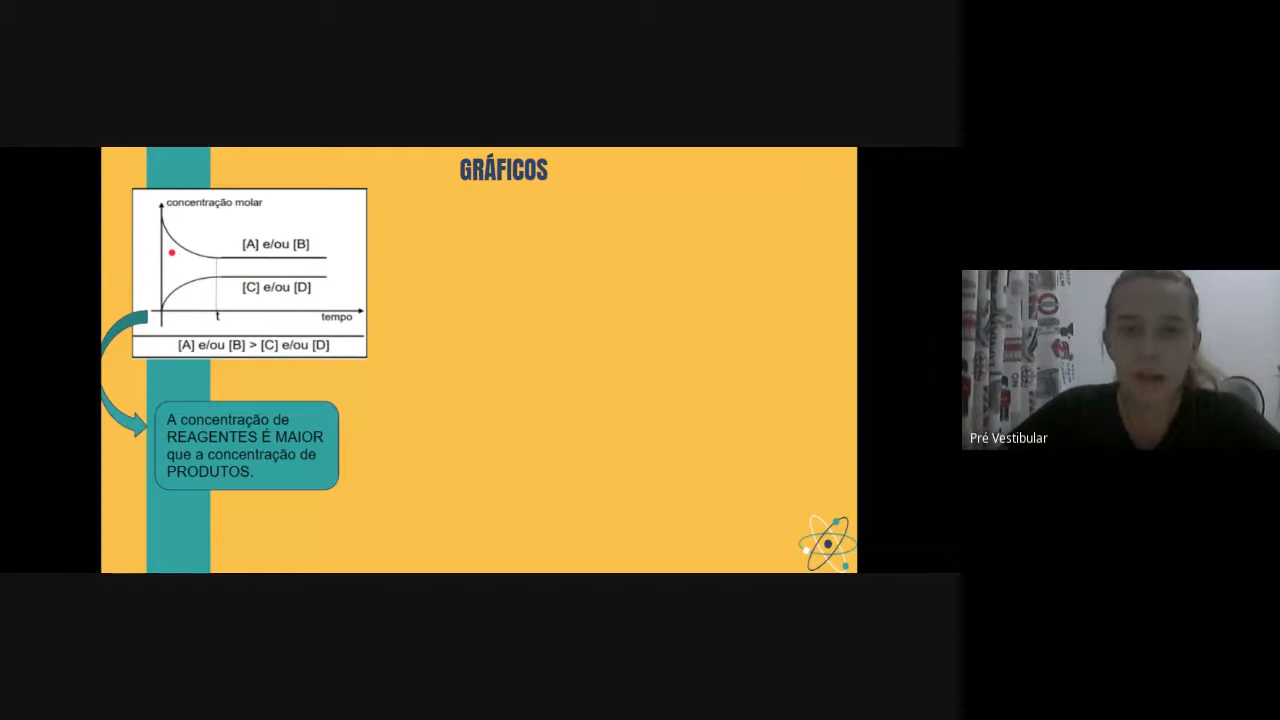 GRÁFICOS
concentração molar
[A] e/ou [B]
[C] e/ou [D]
t
tempo
[A] e/ou [B] > [C] e/ou [D]
A concentração de
REAGENTES É MAIOR
que a concentração de
PRODUTOS.
Pré Vestibular